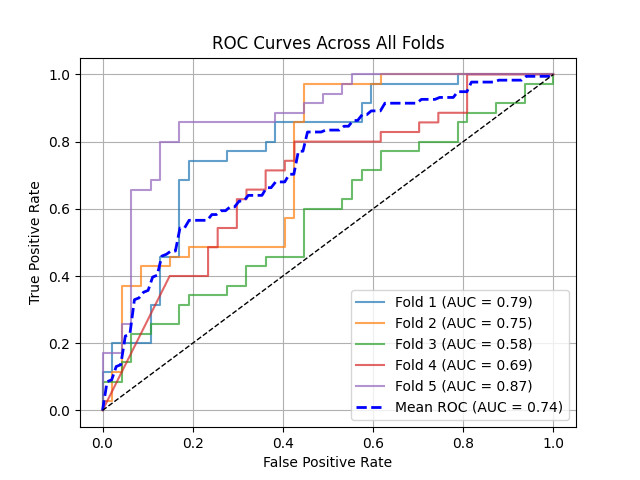 ROC Curves Across All Folds
True Positive Rate
1.0
0.8
0.6
0.4
0.2
0.0
Fold 1 (AUC = 0.79)
Fold 2 (AUC = 0.75)
Fold 3 (AUC = 0.58)
Fold 4 (AUC = 0.69)
Fold 5 (AUC = 0.87)
Mean ROC (AUC = 0.74)
0.0 0.2 0.4 0.6 0.8 1.0
False Positive Rate